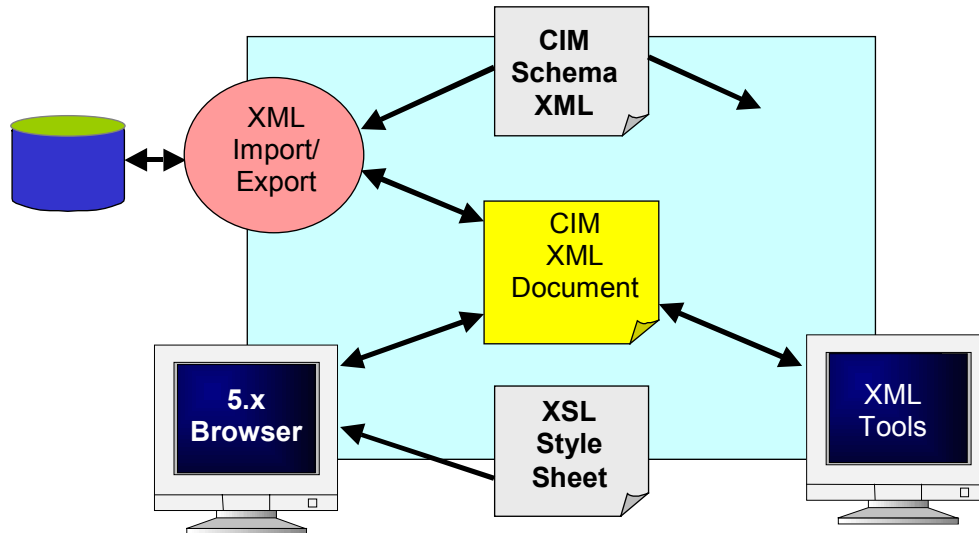 CIM
Schema
XML
XML
Import/
Export
CIM
XML
Document
5.x
Browser
XSL
Style
Sheet
XML
Tools